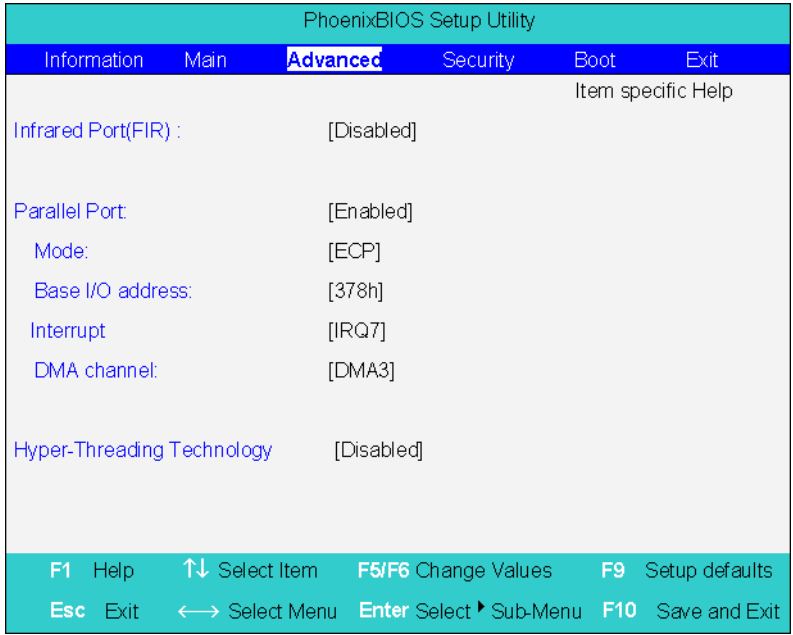 PhoenixBIOS Setup Utility
Information Main Advanced Security Boot Exit
Item specific Help
Infrared Port(FIR) : [Disabled]
Parallel Port: [Enabled]
Mode: [ECP]
Base I/O address: [378h]
Interrupt [IRQ7]
DMA channel: [DMA3]
Hyper-Threading Technology [Disabled]
F1 Help ↑↓ Select Item F5/F6 Change Values F9 Setup defaults
Esc Exit ←→ Select Menu Enter Select ▸ Sub-Menu F10 Save and Exit